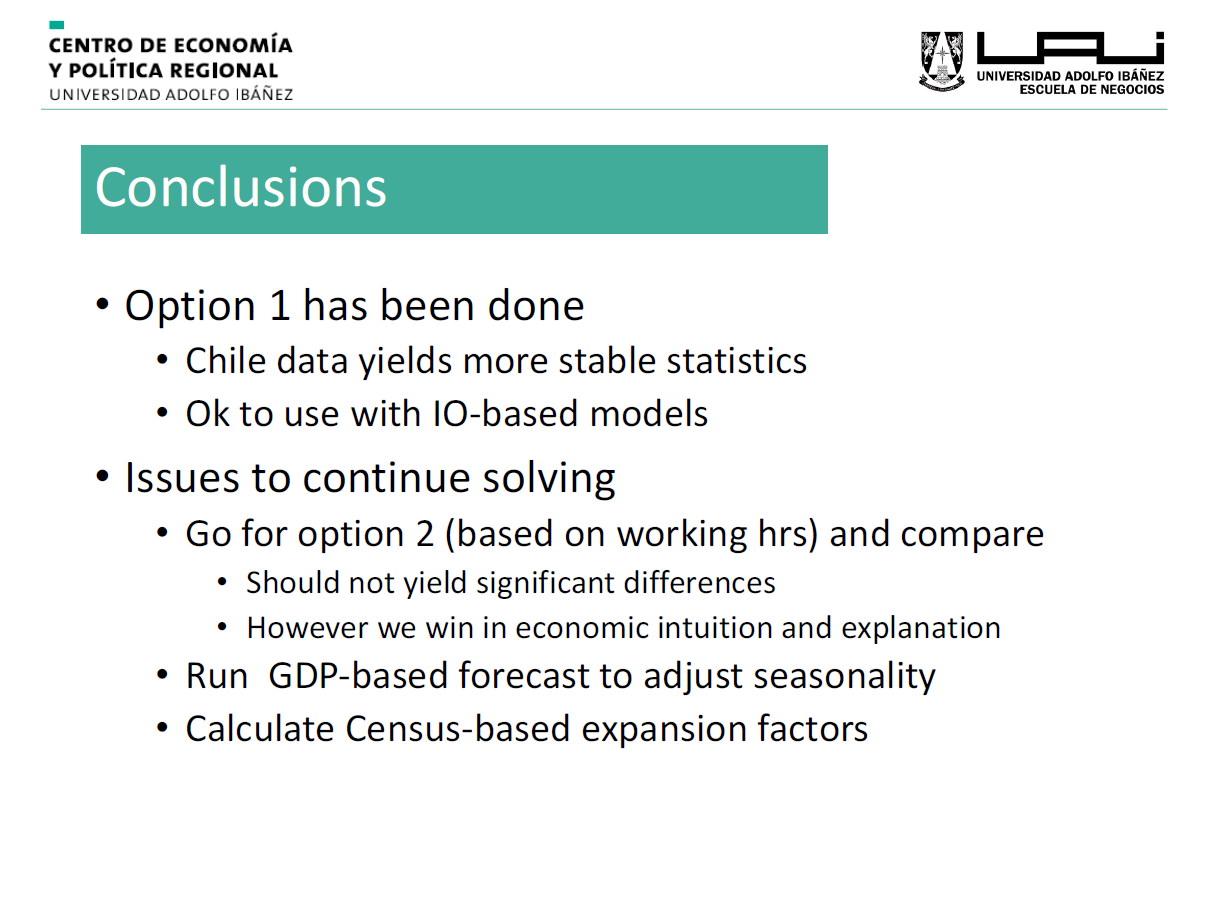 CENTRO DE ECONOMÍA
Y POLÍTICA REGIONAL
UNIVERSIDAD ADOLFO IBÁÑEZ
UAI
UNIVERSIDAD ADOLFO IBÁÑEZ
ESCUELA DE NEGOCIOS
Conclusions
• Option 1 has been done
• Chile data yields more stable statistics
• Ok to use with IO-based models
• Issues to continue solving
• Go for option 2 (based on working hrs) and compare
• Should not yield significant differences
• However we win in economic intuition and explanation
• Run  GDP-based forecast to adjust seasonality
• Calculate Census-based expansion factors